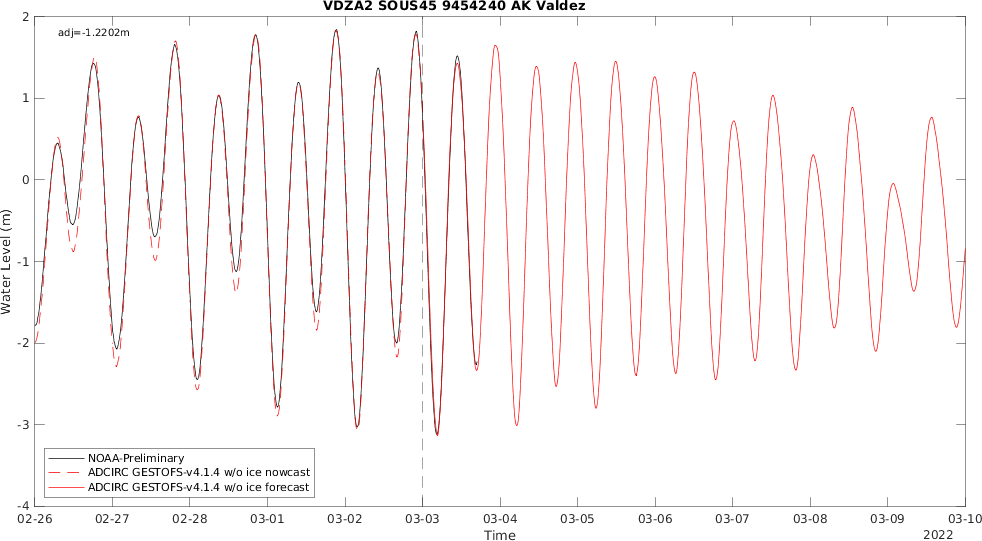 VDZA2 SOUS45 9454240 AK Valdez
adj=-1.2202m
2
1
0
-1
-2
-3
-4
Water Level (m)
NOAA-Preliminary
ADCIRC GESTOFS-v4.1.4 w/o ice nowcast
ADCIRC GESTOFS-v4.1.4 w/o ice forecast
02-26 02-27 02-28 03-01 03-02 03-03 03-04 03-05 03-06 03-07 03-08 03-09 03-10
Time
2022